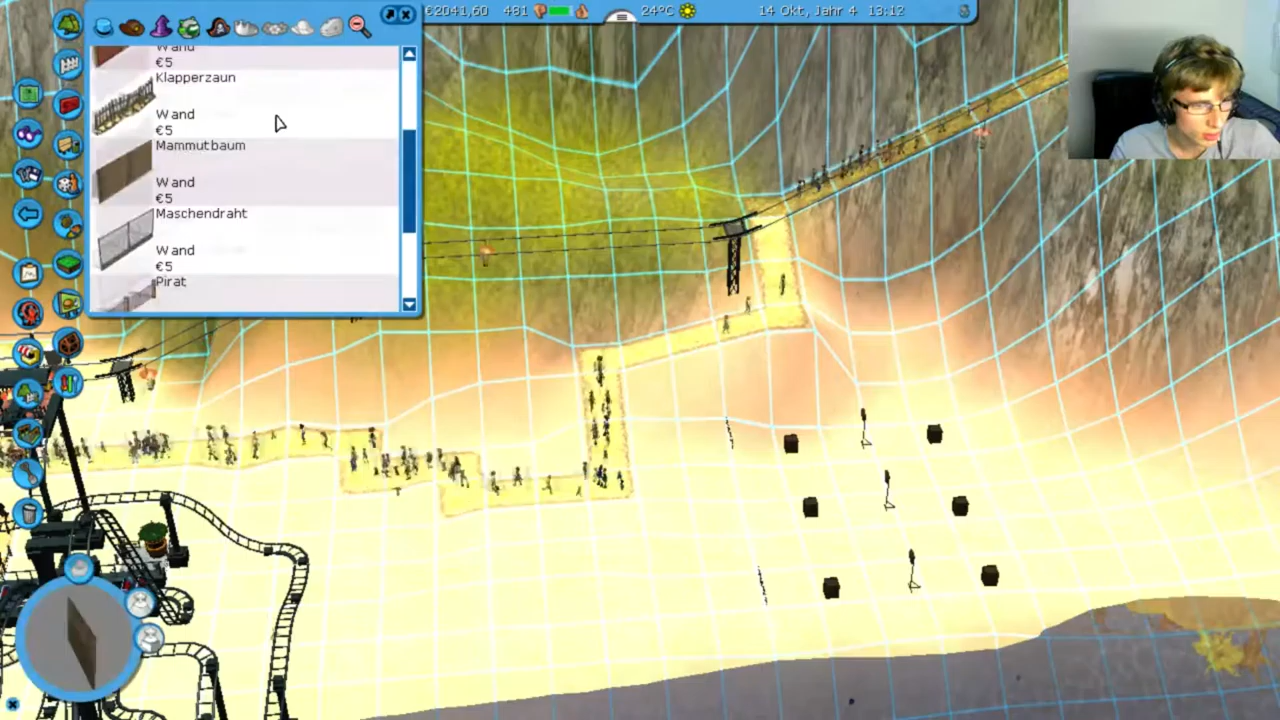 €2041,60 481 24°C 14 Okt, Jahr 4 13:12
Wand
€5
Klapperzaun
Wand
€5
Mammutbaum
Wand
€5
Maschendraht
Wand
€5
Pirat